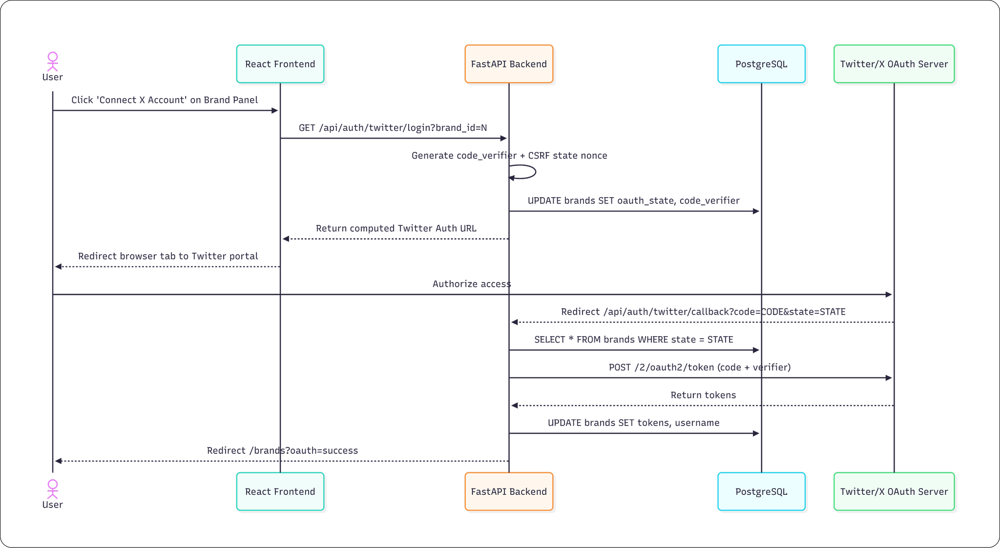 User
React Frontend
FastAPI Backend
PostgreSQL
Twitter/X OAuth Server
Click 'Connect X Account' on Brand Panel
GET /api/auth/twitter/login?brand_id=N
Generate code_verifier + CSRF state nonce
UPDATE brands SET oauth_state, code_verifier
Return computed Twitter Auth URL
Redirect browser tab to Twitter portal
Authorize access
Redirect /api/auth/twitter/callback?code=CODE&state=STATE
SELECT * FROM brands WHERE state = STATE
POST /2/oauth2/token (code + verifier)
Return tokens
UPDATE brands SET tokens, username
Redirect /brands?oauth=success
User
React Frontend
FastAPI Backend
PostgreSQL
Twitter/X OAuth Server